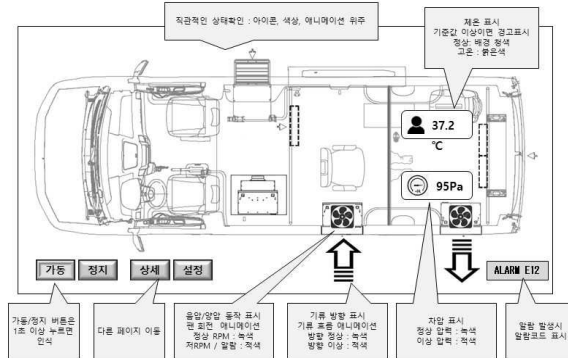 직관적인 상태확인 : 아이콘, 색상, 애니메이션 위주
체온 표시
기준값 이상이면 경고표시
정상: 배경 청색
고온 : 붉은색
37.2
℃
95Pa
가동
정지
상세
설정
ALARM E12
가동/정지 버튼은
1초 이상 누르면
인식
다른 페이지 이동
음압/양압 동작 표시
팬 회전 애니메이션
정상 RPM : 녹색
저RPM / 알람 : 적색
기류 방향 표시
기류 흐름 애니메이션
방향 정상 : 녹색
방향 이상 : 적색
차압 표시
정상 압력 : 녹색
이상 압력 : 적색
알람 발생시
알람코드 표시